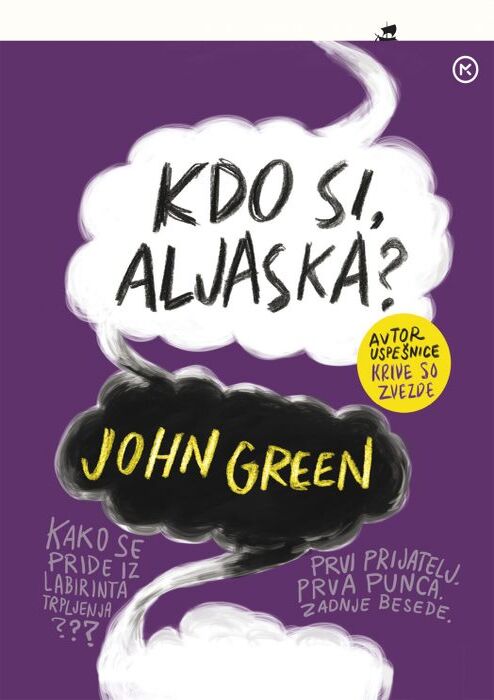 KDO SI,
ALJASKA?
AVTOR
USPEŠNICE
KRIVE SO
ZVEZDE
JOHN GREEN
KAKO SE
PRIDE IZ
LABIRINTA
TRPLJENJA
???
PRVI PRIJATELJ.
PRVA PUNCA.
ZADNJE BESEDE.